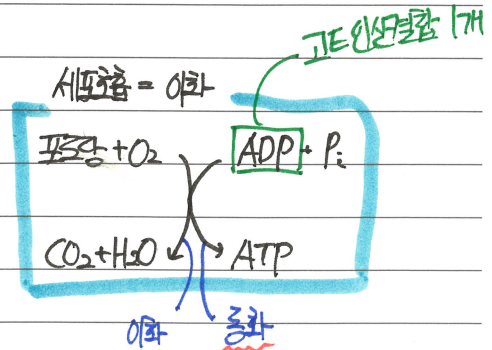 고E 인산결합 1개
세포호흡 = 이화
포도당 + O₂ ADP + Pᵢ
CO₂ + H₂O ATP
이화 동화